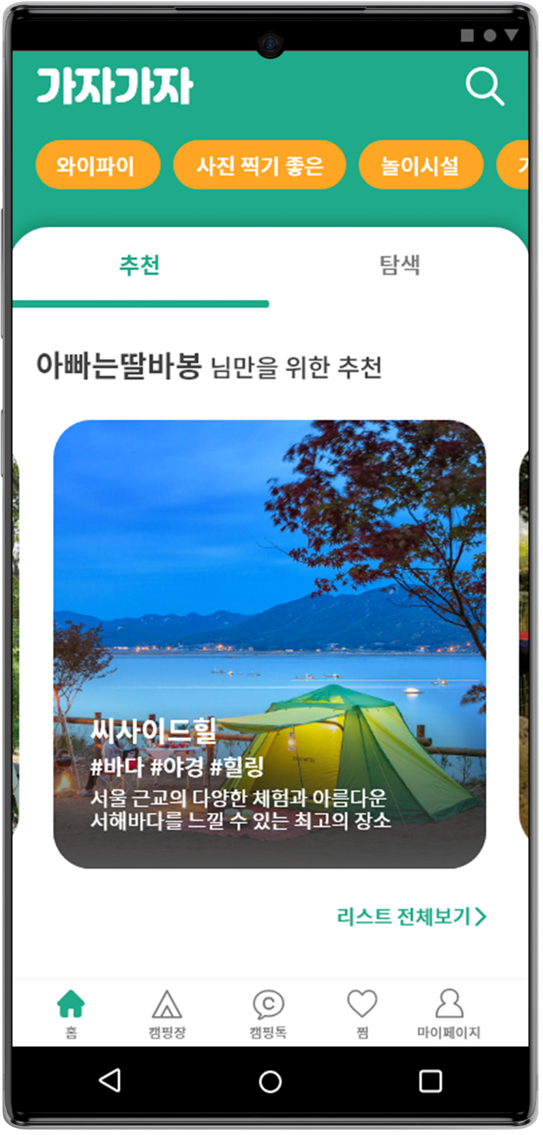 가자가자
와이파이 사진 찍기 좋은 놀이시설
추천 탐색
아빠는딸바봉 님만을 위한 추천
씨사이드힐
#바다 #야경 #힐링
서울 근교의 다양한 체험과 아름다운
서해바다를 느낄 수 있는 최고의 장소
리스트 전체보기
홈 캠핑장 캠핑톡 찜 마이페이지